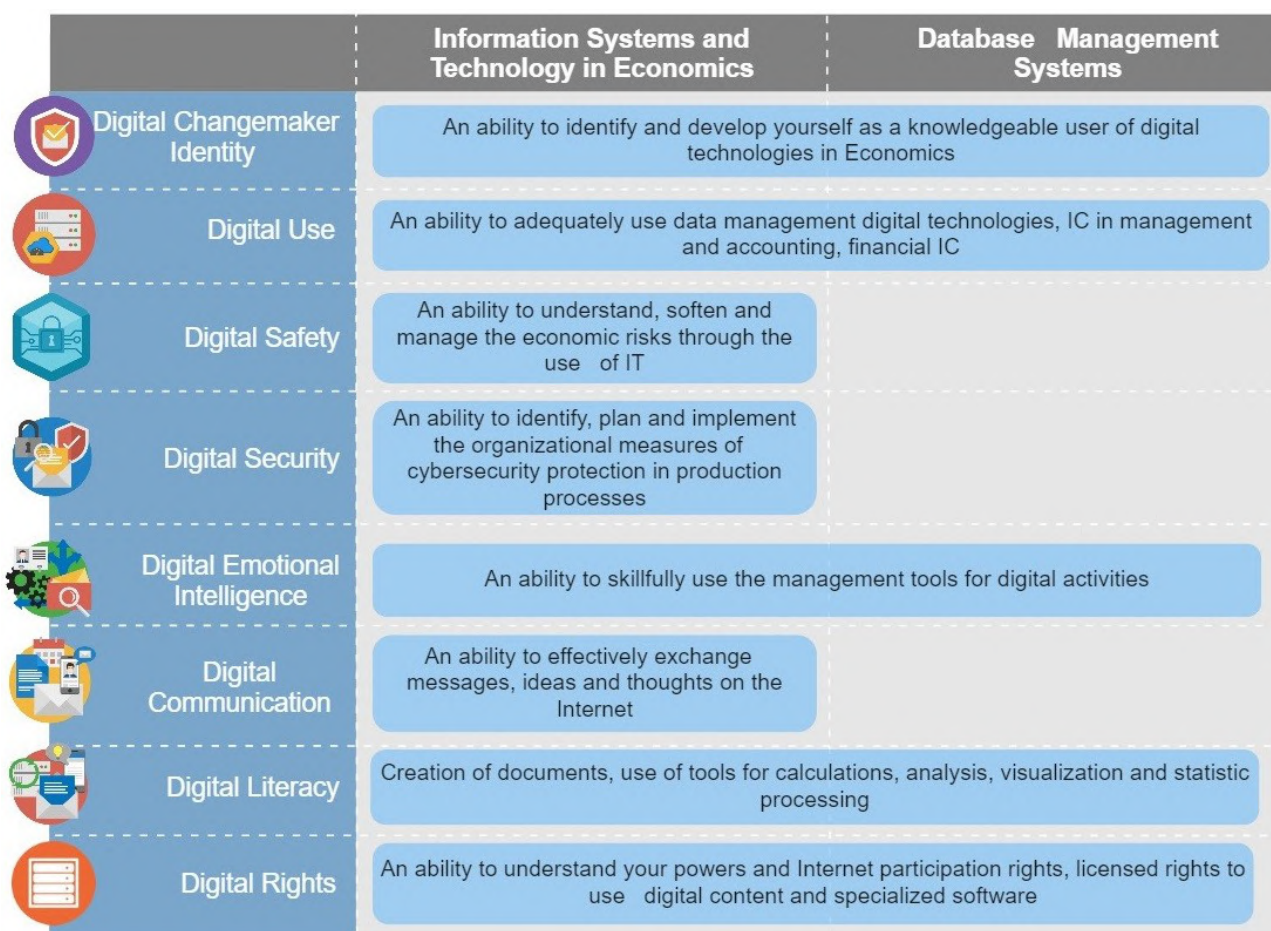 Information Systems and
Technology in Economics
Database Management
Systems
Digital Changemaker
Identity
An ability to identify and develop yourself as a knowledgeable user of digital
technologies in Economics
Digital Use
An ability to adequately use data management digital technologies, IC in management
and accounting, financial IC
Digital Safety
An ability to understand, soften and
manage the economic risks through the
use of IT
Digital Security
An ability to identify, plan and implement
the organizational measures of
cybersecurity protection in production
processes
Digital Emotional
Intelligence
An ability to skillfully use the management tools for digital activities
Digital
Communication
An ability to effectively exchange
messages, ideas and thoughts on the
Internet
Digital Literacy
Creation of documents, use of tools for calculations, analysis, visualization and statistic
processing
Digital Rights
An ability to understand your powers and Internet participation rights, licensed rights to
use digital content and specialized software